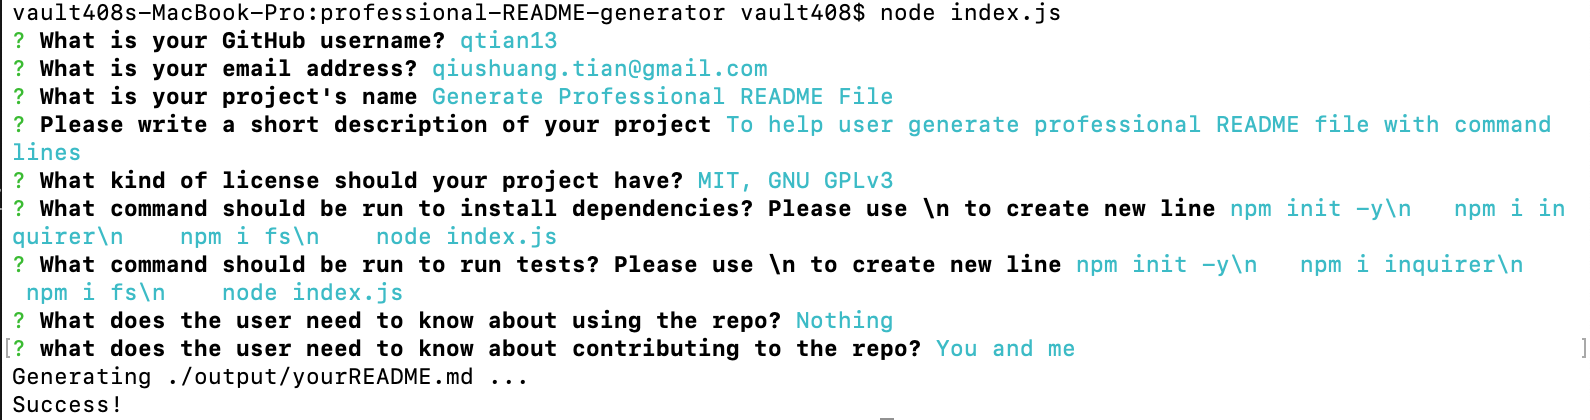 vault408s-MacBook-Pro:professional-README-generator vault408$ node index.js
? What is your GitHub username? qtian13
? What is your email address? qiushuang.tian@gmail.com
? What is your project's name Generate Professional README File
? Please write a short description of your project To help user generate professional README file with command
lines
? What kind of license should your project have? MIT, GNU GPLv3
? What command should be run to install dependencies? Please use \n to create new line npm init -y\n   npm i in
quirer\n    npm i fs\n    node index.js
? What command should be run to run tests? Please use \n to create new line npm init -y\n   npm i inquirer\n
 npm i fs\n    node index.js
? What does the user need to know about using the repo? Nothing
[? what does the user need to know about contributing to the repo? You and me ]
Generating ./output/yourREADME.md ...
Success!